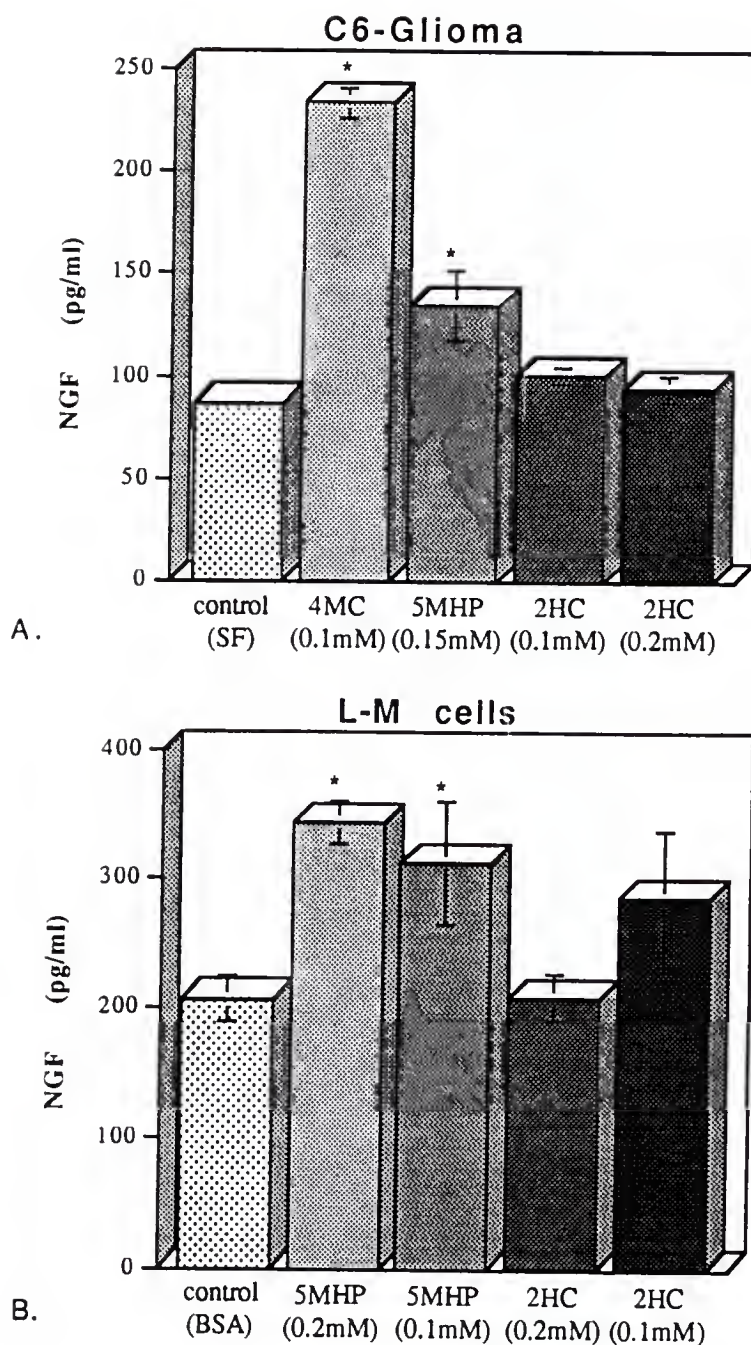 C6-Glioma
250
200
150
100
50
0
NGF (pg/ml)
*
*
control 4MC 5MHP 2HC 2HC
(SF) (0.1mM) (0.15mM) (0.1mM) (0.2mM)
A.
L-M cells
400
300
200
100
0
NGF (pg/ml)
*
*
control 5MHP 5MHP 2HC 2HC
(BSA) (0.2mM) (0.1mM) (0.2mM) (0.1mM)
B.